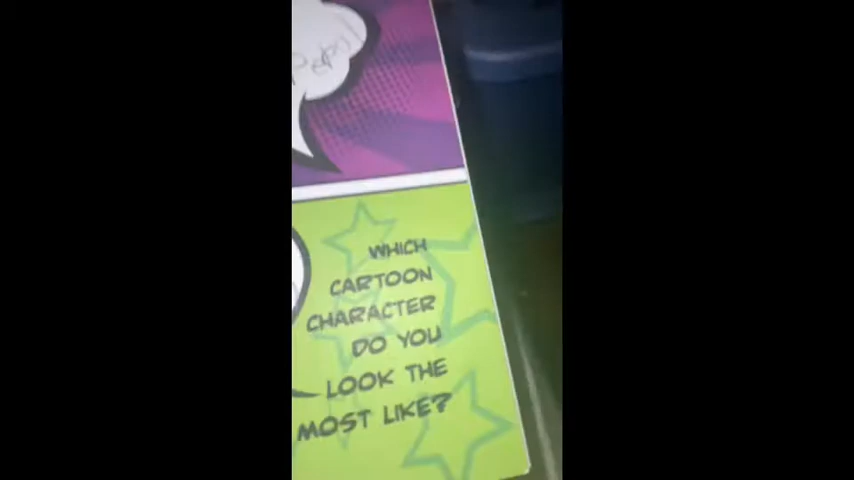 WHICH
CARTOON
CHARACTER
DO YOU
LOOK THE
MOST LIKE?